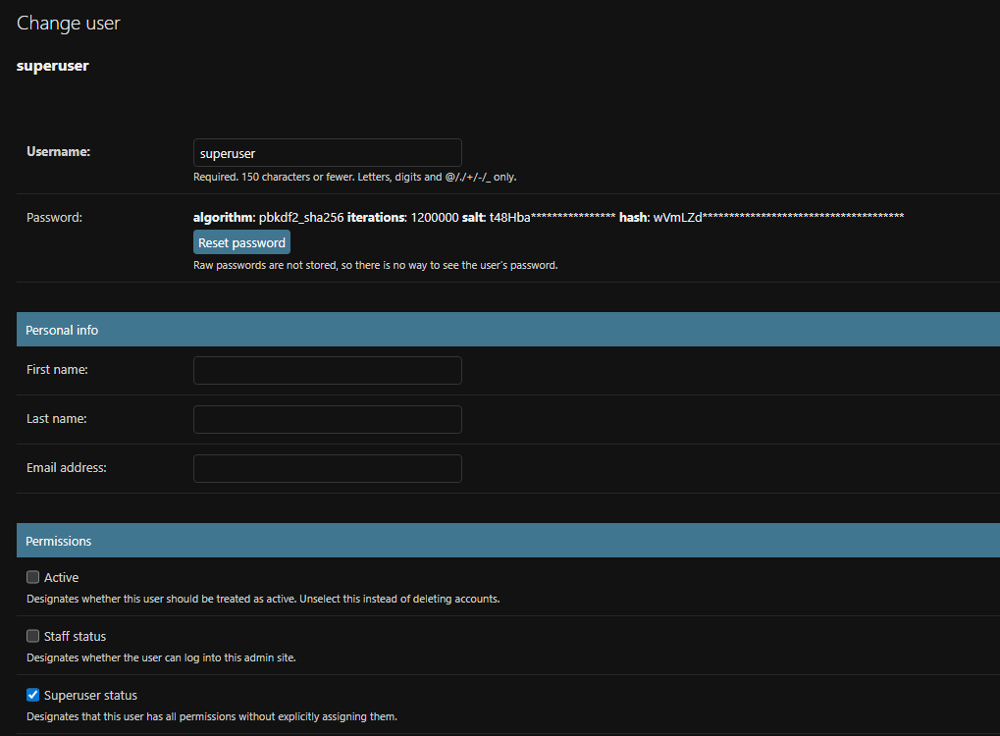 Change user
superuser
Username:
superuser
Required. 150 characters or fewer. Letters, digits and @/./+/-/_ only.
Password:
algorithm: pbkdf2_sha256 iterations: 1200000 salt: t48Hba**************** hash: wVmLZd**************************************
Reset password
Raw passwords are not stored, so there is no way to see the user's password.
Personal info
First name:
Last name:
Email address:
Permissions
Active
Designates whether this user should be treated as active. Unselect this instead of deleting accounts.
Staff status
Designates whether the user can log into this admin site.
Superuser status
Designates that this user has all permissions without explicitly assigning them.